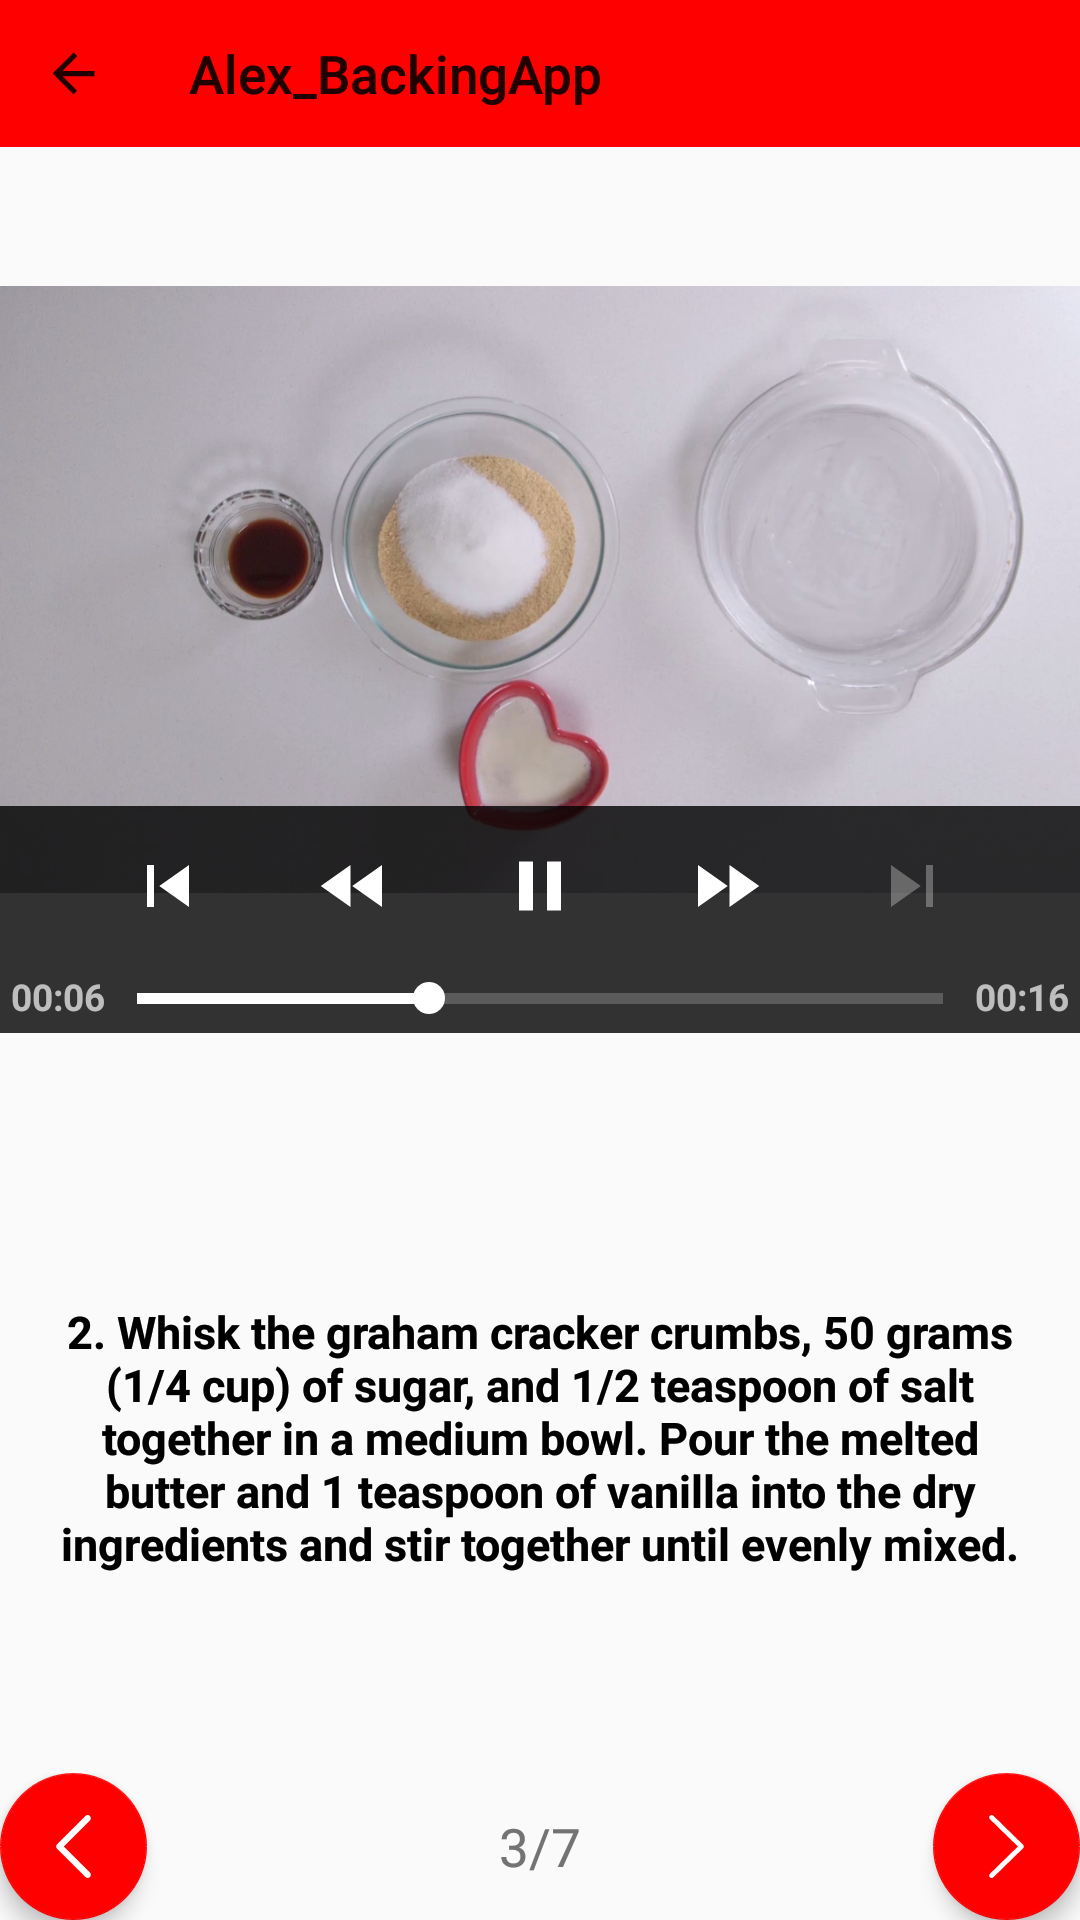 Alex_BackingApp
00:06
00:16
2. Whisk the graham cracker crumbs, 50 grams
(1/4 cup) of sugar, and 1/2 teaspoon of salt
together in a medium bowl. Pour the melted
butter and 1 teaspoon of vanilla into the dry
ingredients and stir together until evenly mixed.
3/7